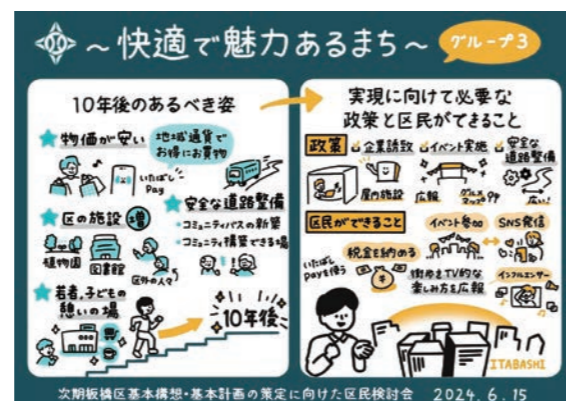 ～快適で魅力あるまち～
グループ3
10年後のあるべき姿
物価が安い
地域通貨で
お得にお買物
いたばし
Pay
区の施設 増
植物園
図書館
区外の人々
安全な道路整備
・コミュニティバスの新築
・コミュニティ構築できる場
若者、子どもの
憩いの場
10年後
実現に向けて必要な
政策と区民ができること
政策
企業誘致
イベント実施
安全な
道路整備
屋内施設
広報
グルメ
マップ
広い!
区民ができること
イベント参加
SNS発信
税金を納める
いたばし
Payを使う
街ゆきTV的な
楽しみ方を広報
インフルエンサー
ITABASHI
次期板橋区基本構想・基本計画の策定に向けた区民検討会 2024.6.15